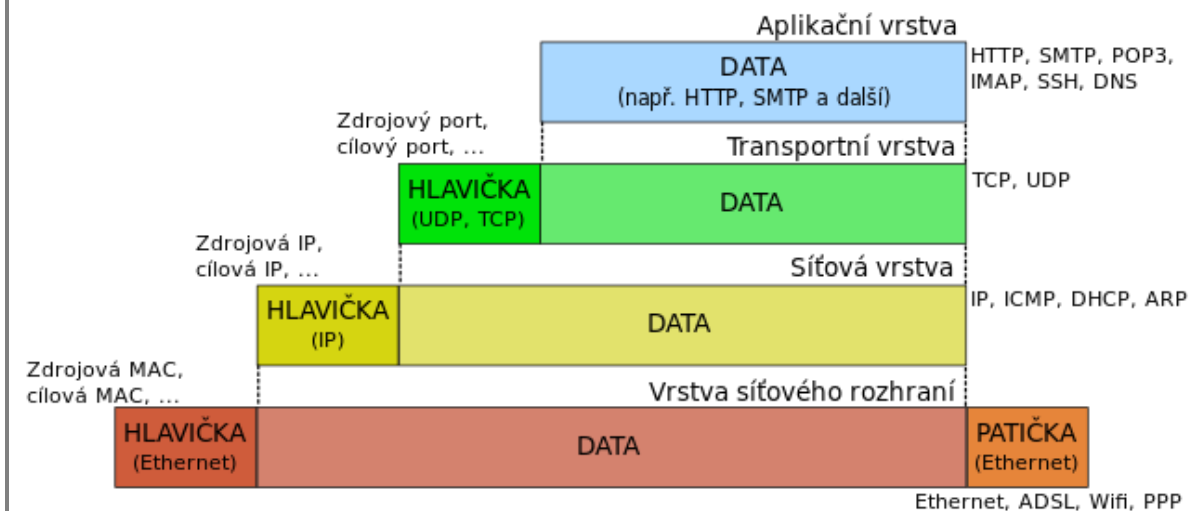 Aplikační vrstva
DATA
(např. HTTP, SMTP a další)
HTTP, SMTP, POP3,
IMAP, SSH, DNS
Zdrojový port,
cílový port, ...
Transportní vrstva
HLAVIČKA
(UDP, TCP)
DATA
TCP, UDP
Zdrojová IP,
cílová IP, ...
Síťová vrstva
HLAVIČKA
(IP)
DATA
IP, ICMP, DHCP, ARP
Zdrojová MAC,
cílová MAC, ...
Vrstva síťového rozhraní
HLAVIČKA
(Ethernet)
DATA
PATIČKA
(Ethernet)
Ethernet, ADSL, Wifi, PPP